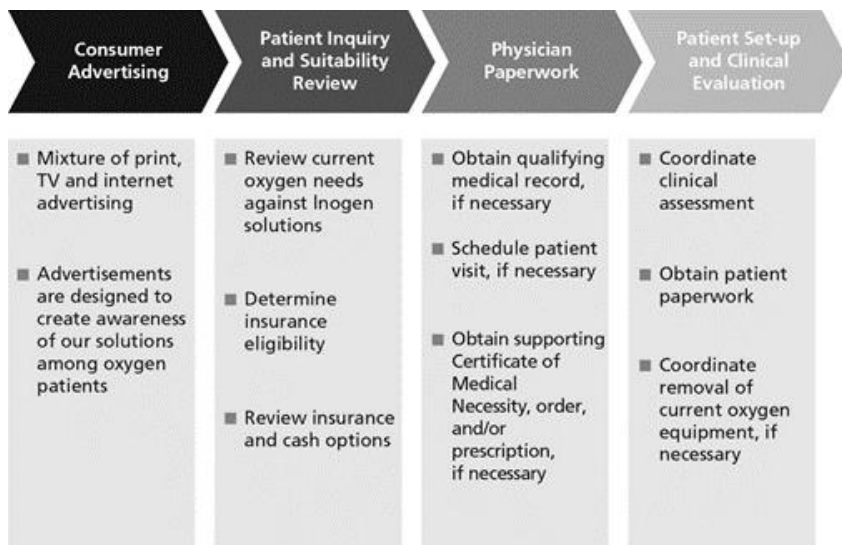 Consumer
Advertising
Patient Inquiry
and Suitability
Review
Physician
Paperwork
Patient Set-up
and Clinical
Evaluation
■ Mixture of print,
TV and internet
advertising
■ Advertisements
are designed to
create awareness
of our solutions
among oxygen
patients
■ Review current
oxygen needs
against Inogen
solutions
■ Determine
insurance
eligibility
■ Review insurance
and cash options
■ Obtain qualifying
medical record,
if necessary
■ Schedule patient
visit, if necessary
■ Obtain supporting
Certificate of
Medical
Necessity, order,
and/or
prescription,
if necessary
■ Coordinate
clinical
assessment
■ Obtain patient
paperwork
■ Coordinate
removal of
current oxygen
equipment, if
necessary